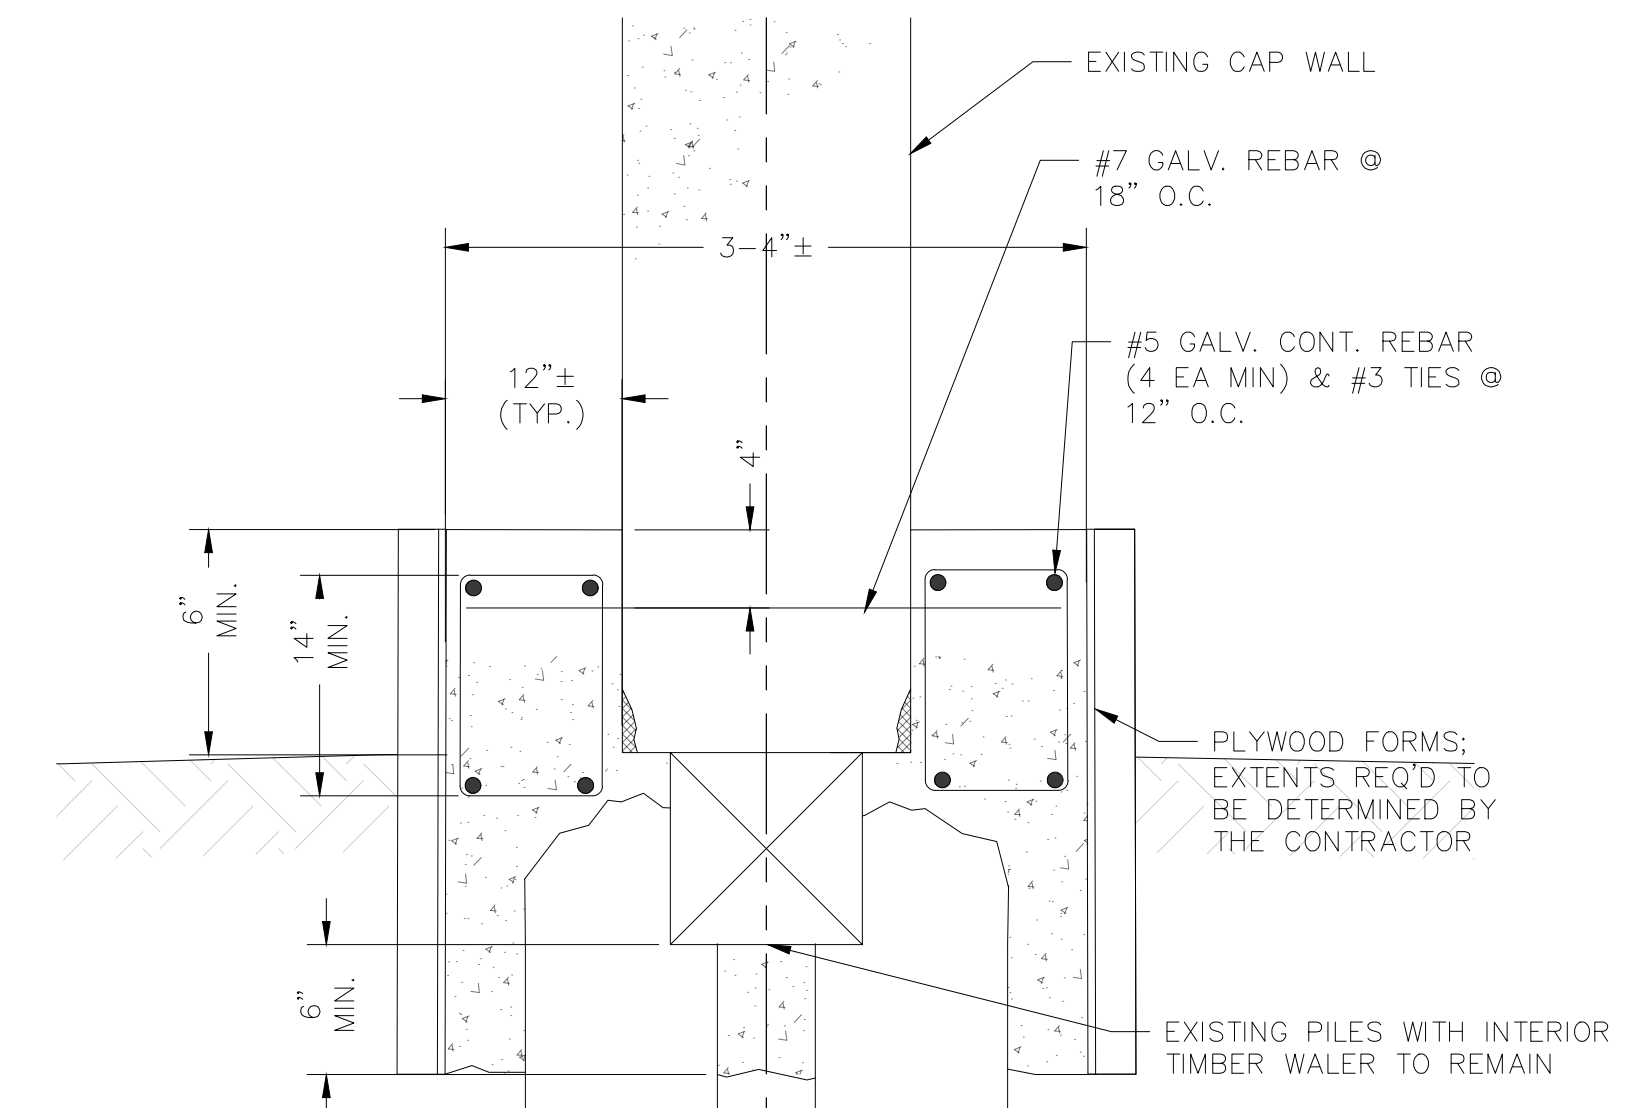 EXISTING CAP WALL
#7 GALV. REBAR @
18" O.C.
3-4"±
#5 GALV. CONT. REBAR
(4 EA MIN) & #3 TIES @
12" O.C.
12"±
(TYP.)
4"
6"
MIN.
14"
MIN.
PLYWOOD FORMS;
EXTENTS REQ'D TO
BE DETERMINED BY
THE CONTRACTOR
6"
MIN.
EXISTING PILES WITH INTERIOR
TIMBER WALER TO REMAIN